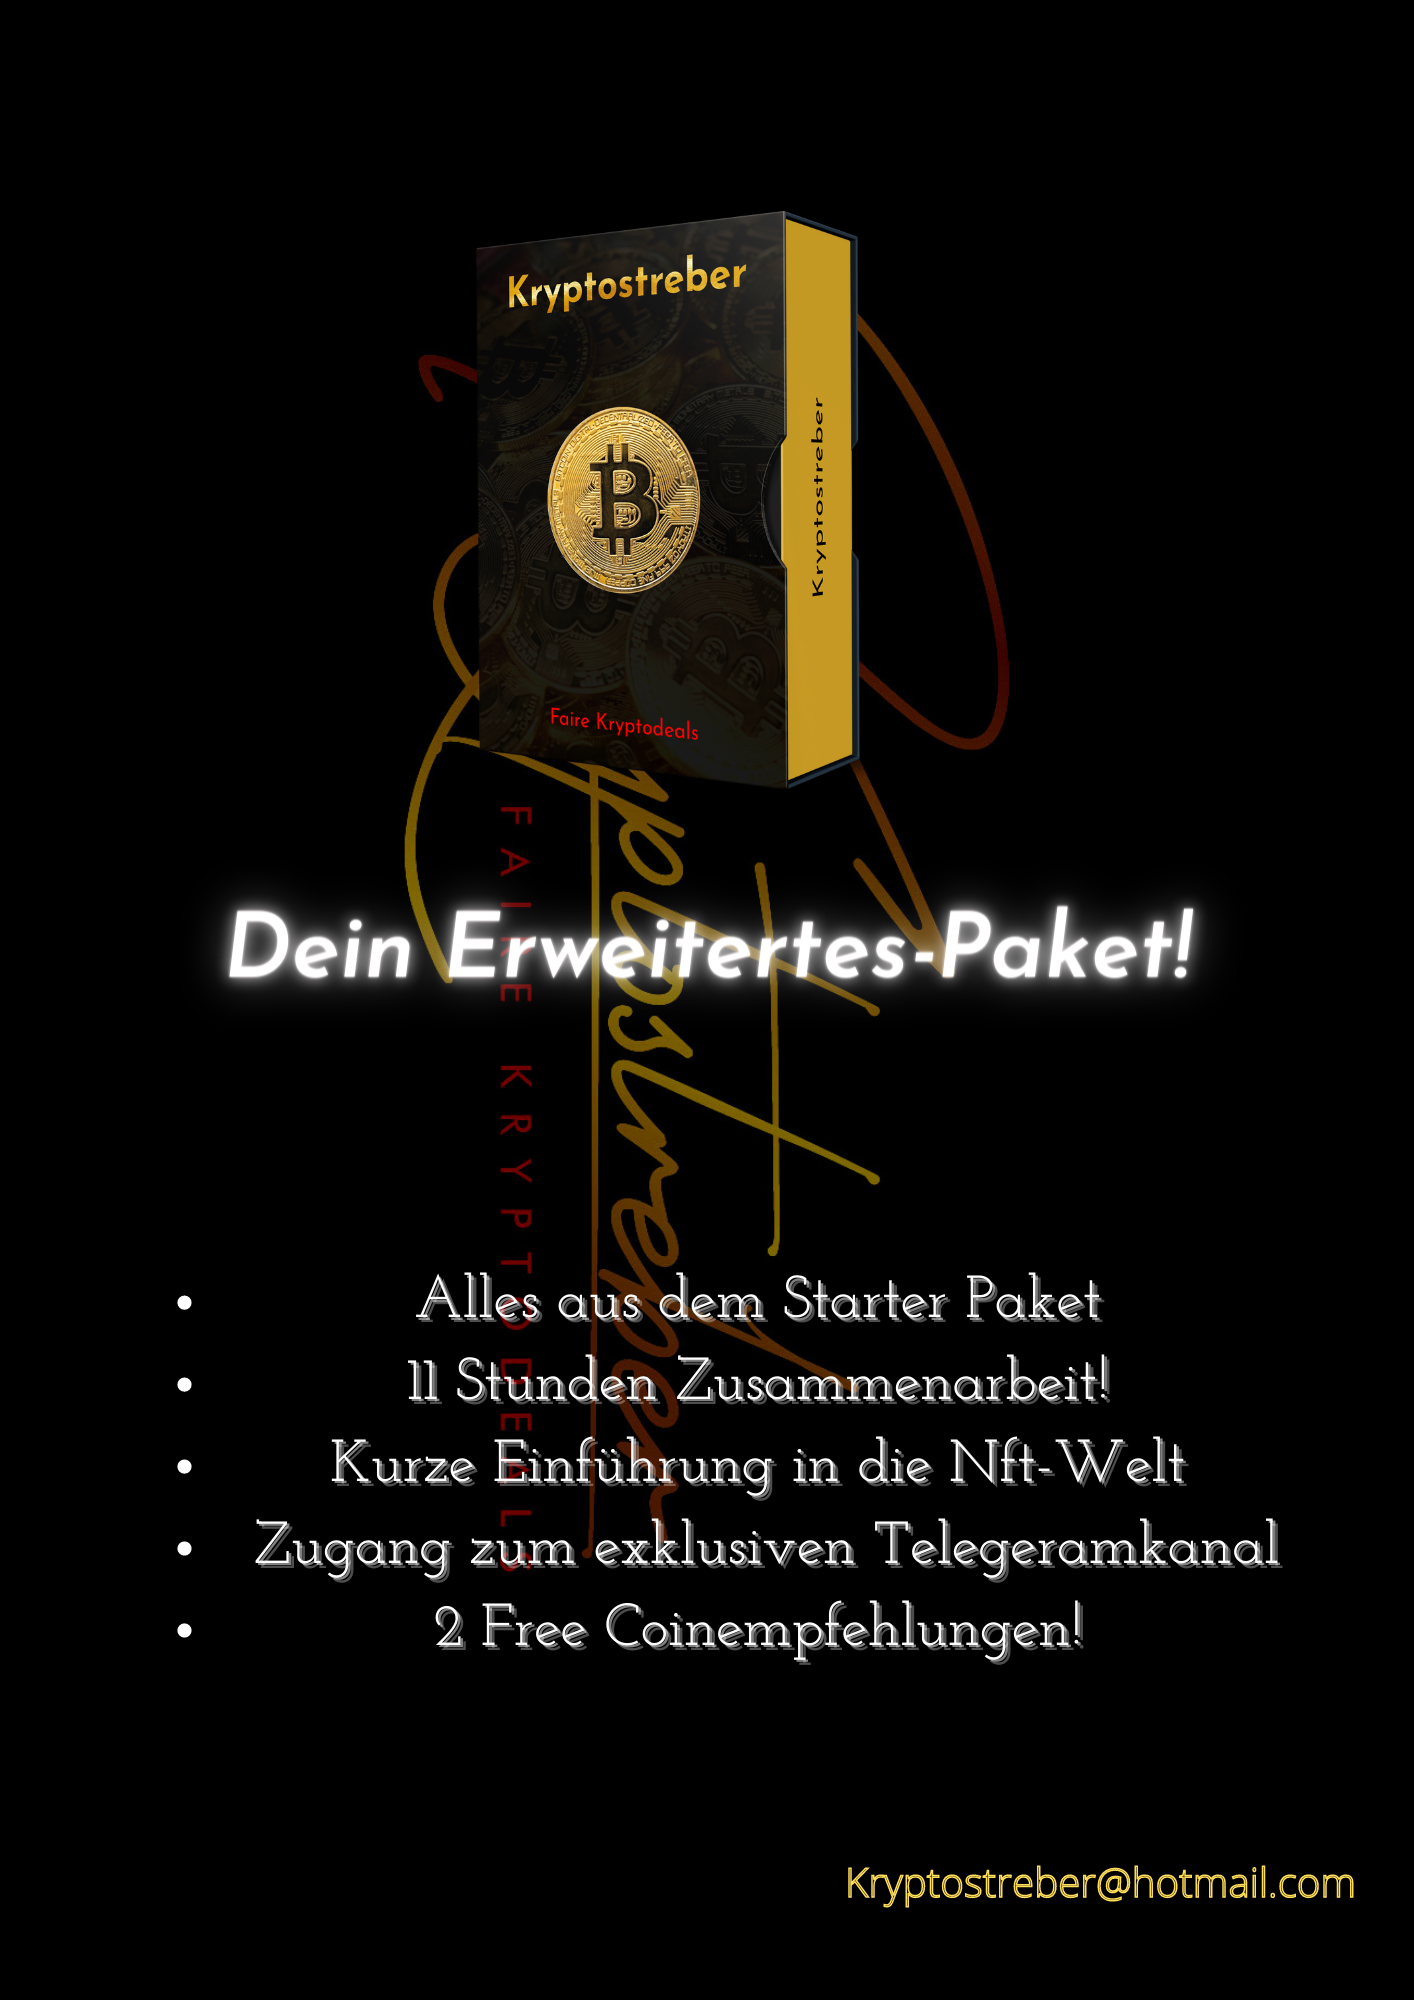 Kryptostreber
Kryptostreber
Faire Kryptodeals
Kryptostreber
FAIRE KRYPTODEALS
Dein Erweitertes-Paket!
• Alles aus dem Starter Paket
• 11 Stunden Zusammenarbeit!
• Kurze Einführung in die Nft-Welt
• Zugang zum exklusiven Telegeramkanal
• 2 Free Coinempfehlungen!
Kryptostreber@hotmail.com